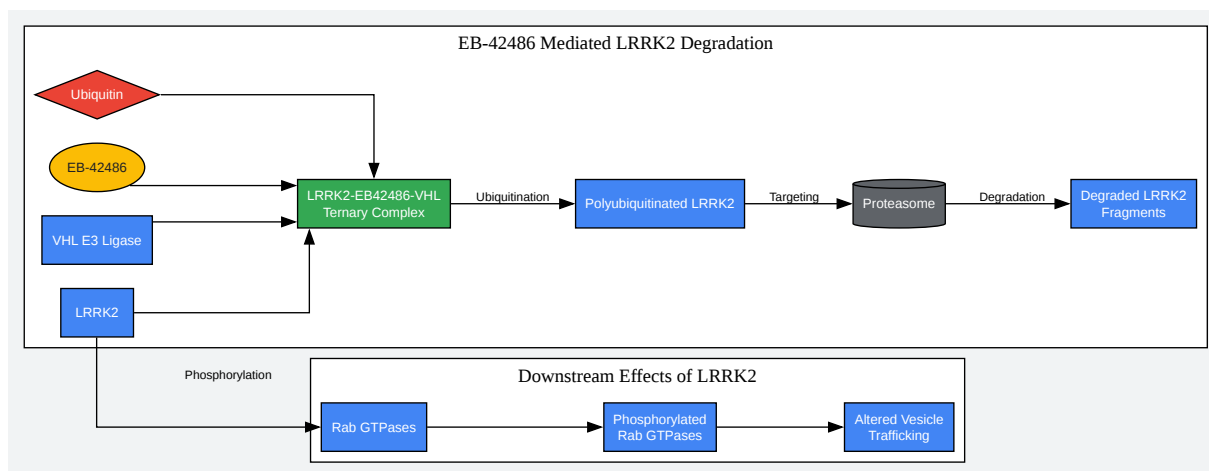 EB-42486 Mediated LRRK2 Degradation
Ubiquitin
EB-42486
VHL E3 Ligase
LRRK2
LRRK2-EB42486-VHL
Ternary Complex
Ubiquitination
Polyubiquitinated LRRK2
Targeting
Proteasome
Degradation
Degraded LRRK2
Fragments
Phosphorylation
Downstream Effects of LRRK2
Rab GTPases
Phosphorylated
Rab GTPases
Altered Vesicle
Trafficking